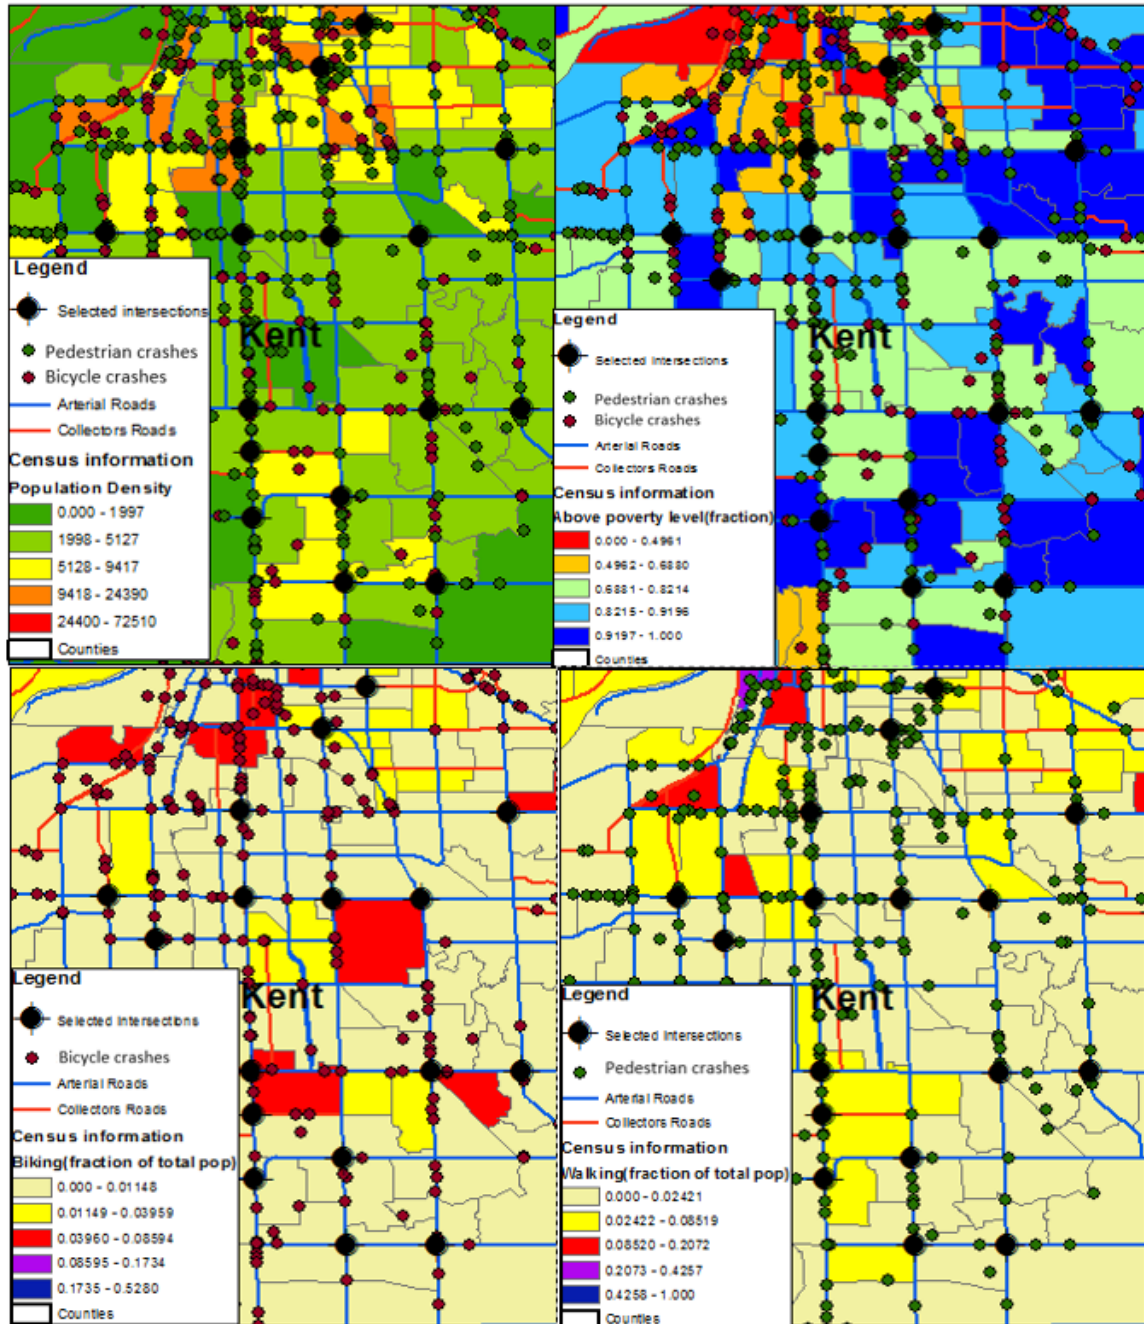 Legend
Selected intersections
Pedestrian crashes
Bicycle crashes
Arterial Roads
Collectors Roads
Census information
Population Density
0.000 - 1997
1998 - 5127
5128 - 9417
9418 - 24390
24400 - 72510
Counties
Kent
Legend
Selected Intersections
Pedestrian crashes
Bicycle crashes
Arterial Roads
Collectors Roads
Census information
Above poverty level(fraction)
0.000 - 0.4961
0.4962 - 0.6880
0.6881 - 0.8214
0.8215 - 0.9196
0.9197 - 1.000
Counties
Kent
Legend
Selected Intersections
Bicycle crashes
Arterial Roads
Collectors Roads
Census information
Biking(fraction of total pop)
0.000 - 0.01148
0.01149 - 0.03959
0.03960 - 0.08594
0.08595 - 0.1734
0.1735 - 0.5280
Counties
Kent
Legend
Selected Intersections
Pedestrian crashes
Arterial Roads
Collectors Roads
Census information
Walking(fraction of total pop)
0.000 - 0.02421
0.02422 - 0.08519
0.08520 - 0.2072
0.2073 - 0.4257
0.4258 - 1.000
Counties
Kent